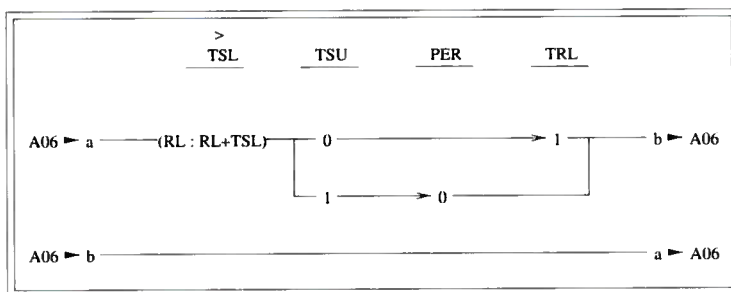 >
TSL TSU PER TRL
A06 ► a (RL : RL+TSL) 0 1 b ► A06
1 0
A06 ► b a ► A06